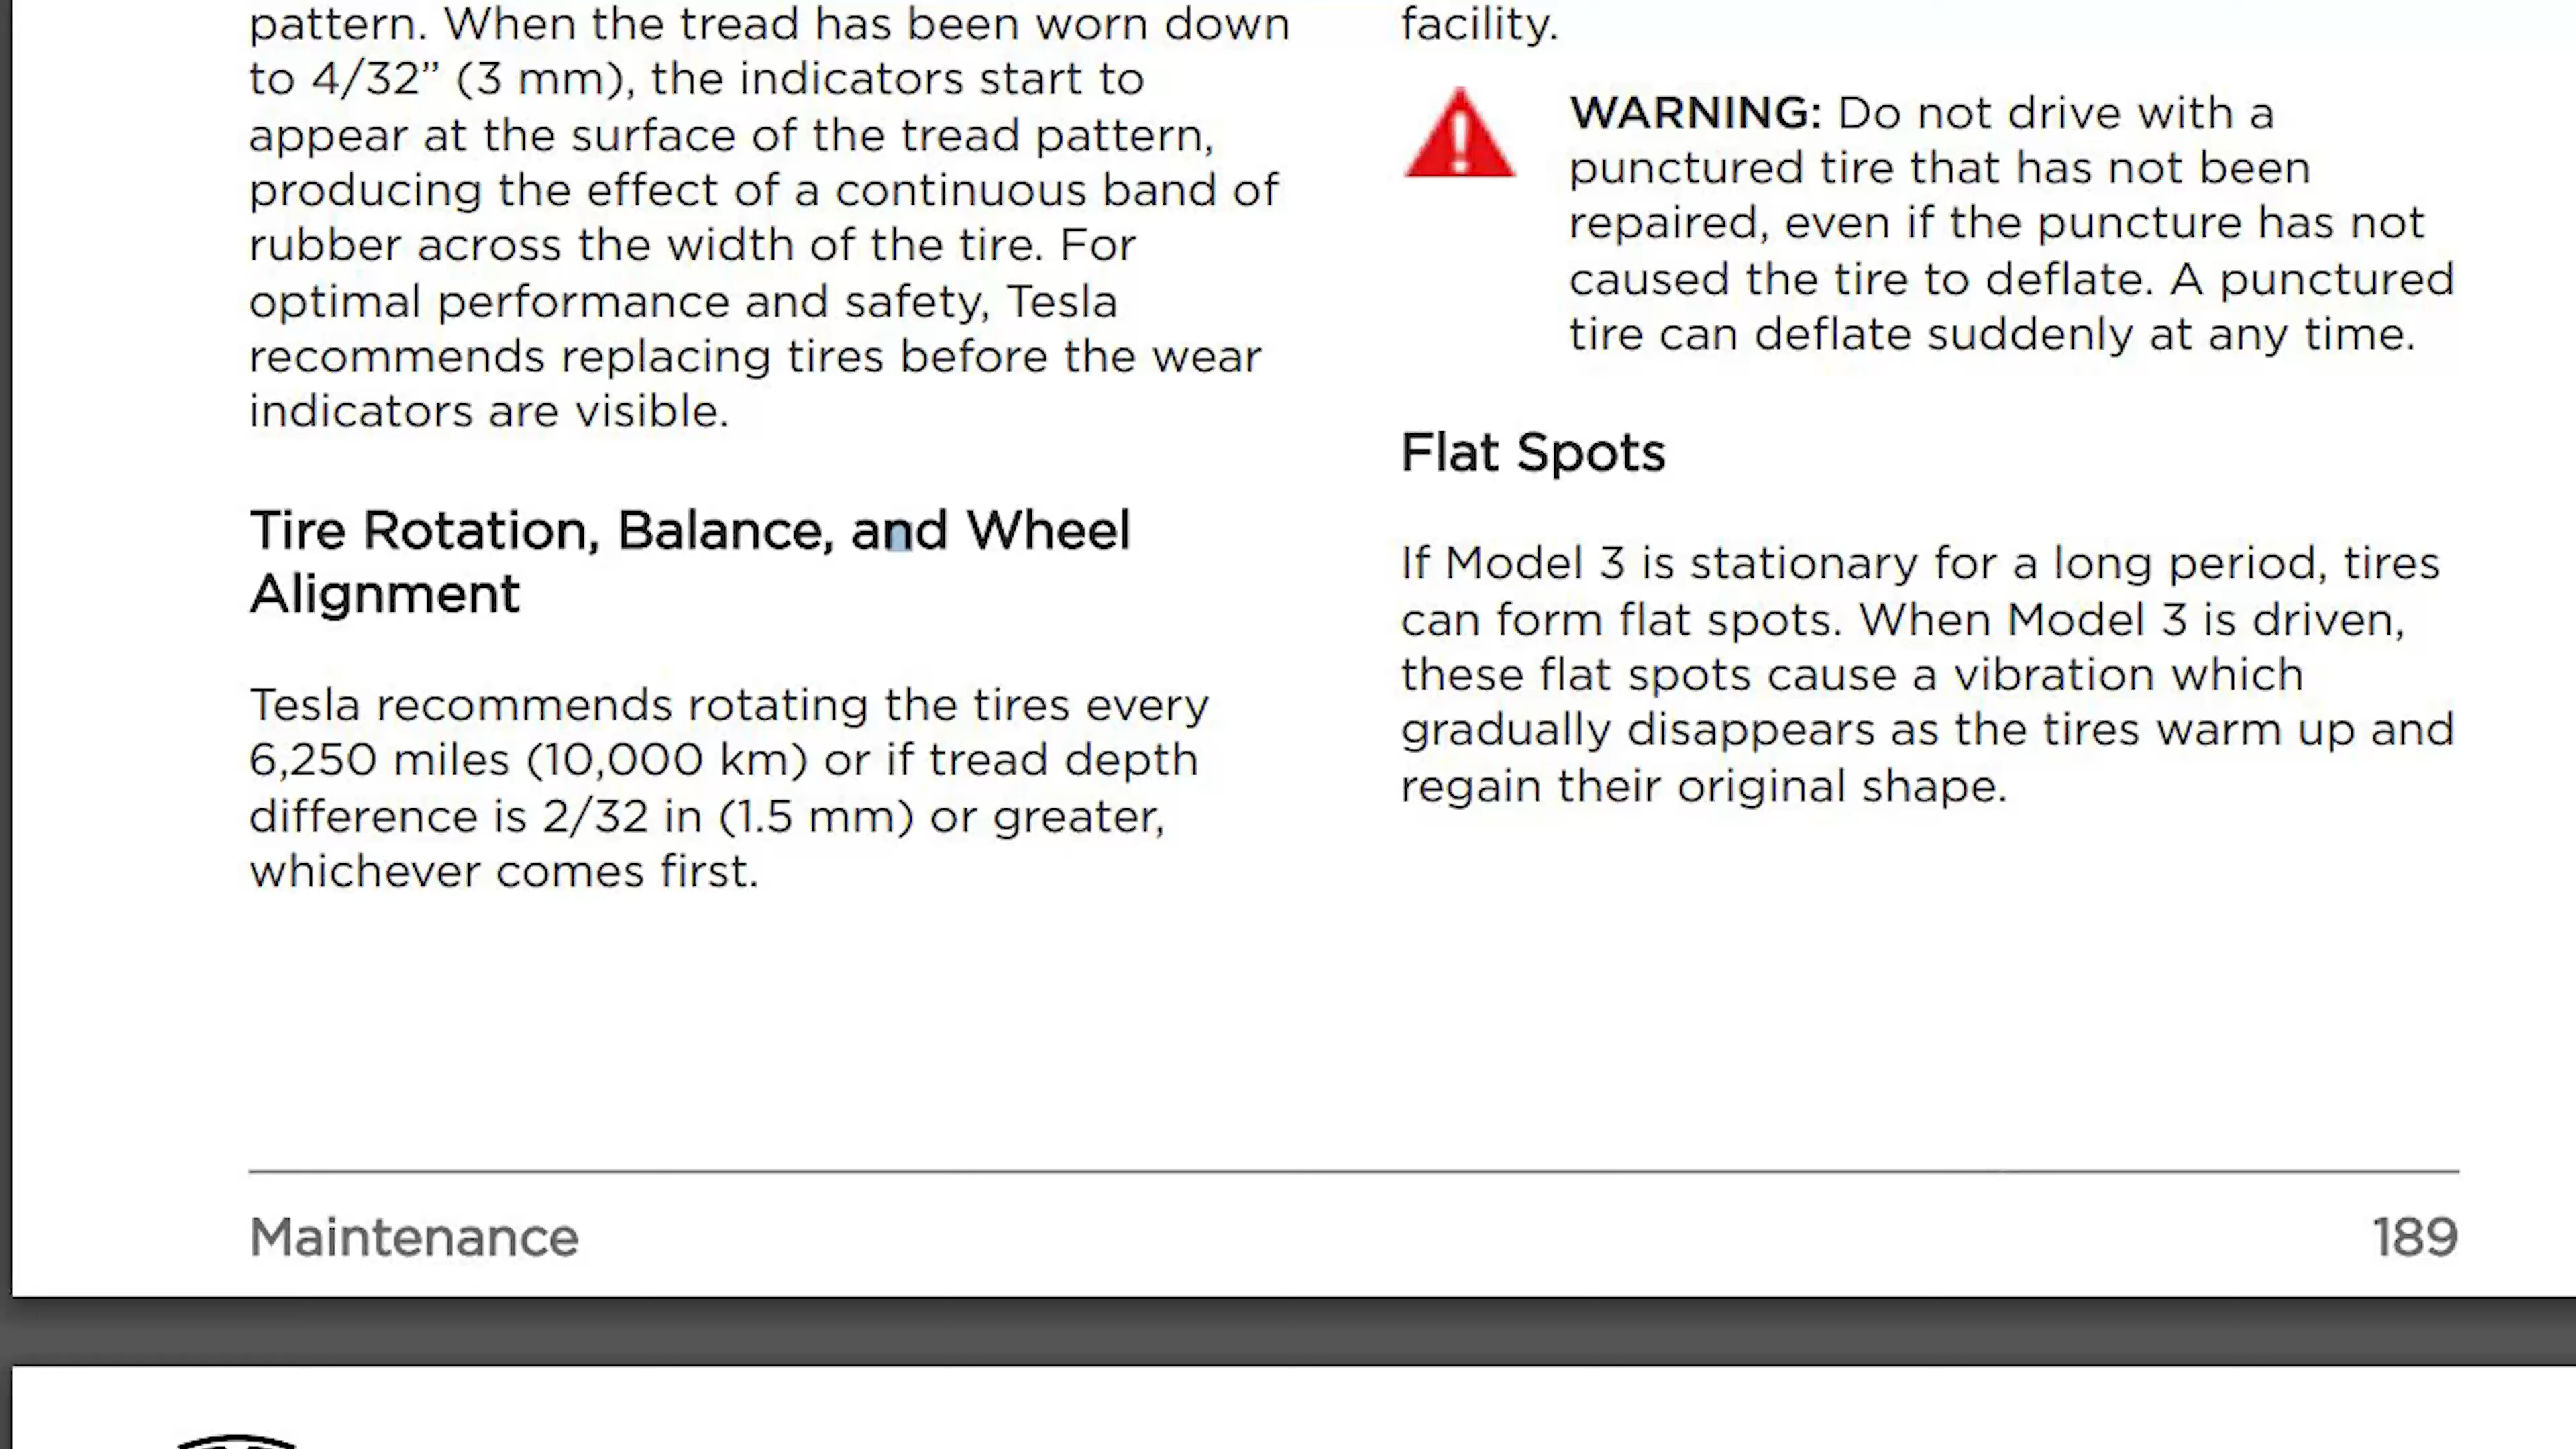 pattern. When the tread has been worn down
to 4/32” (3 mm), the indicators start to
appear at the surface of the tread pattern,
producing the effect of a continuous band of
rubber across the width of the tire. For
optimal performance and safety, Tesla
recommends replacing tires before the wear
indicators are visible.
Tire Rotation, Balance, and Wheel
Alignment
Tesla recommends rotating the tires every
6,250 miles (10,000 km) or if tread depth
difference is 2/32 in (1.5 mm) or greater,
whichever comes first.
facility.
WARNING: Do not drive with a
punctured tire that has not been
repaired, even if the puncture has not
caused the tire to deflate. A punctured
tire can deflate suddenly at any time.
Flat Spots
If Model 3 is stationary for a long period, tires
can form flat spots. When Model 3 is driven,
these flat spots cause a vibration which
gradually disappears as the tires warm up and
regain their original shape.
Maintenance
189